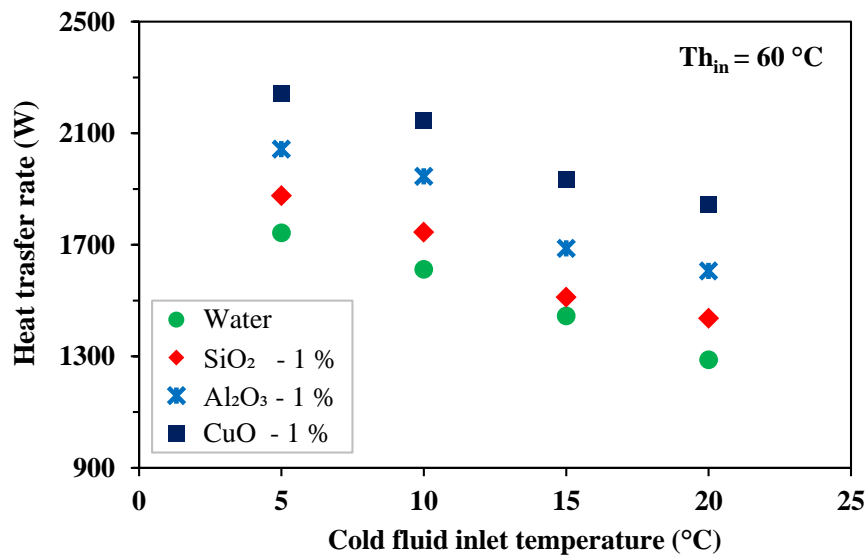 2500
Th_in = 60 °C
2100
1700
1300
900
Heat trasfer rate (W)
Water
SiO₂ - 1 %
Al₂O₃ - 1 %
CuO - 1 %
0 5 10 15 20 25
Cold fluid inlet temperature (°C)